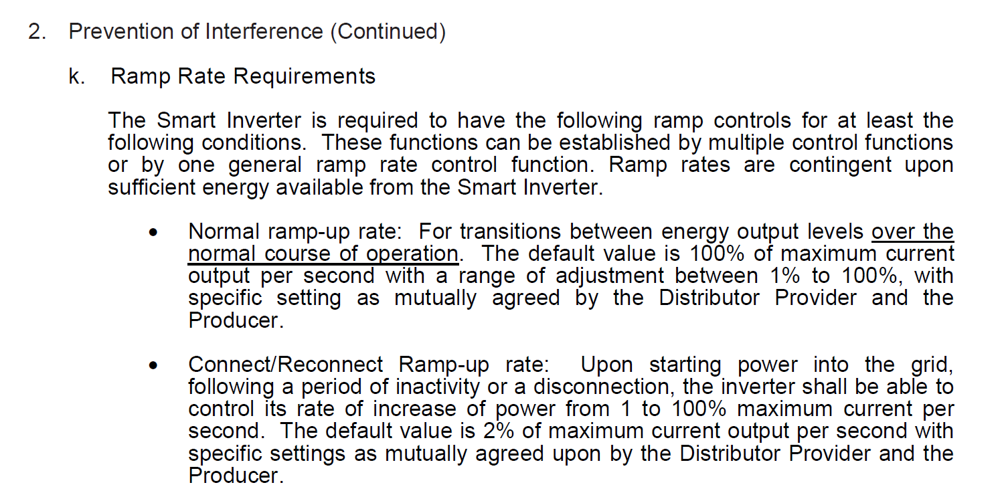 2. Prevention of Interference (Continued)
k. Ramp Rate Requirements
The Smart Inverter is required to have the following ramp controls for at least the
following conditions. These functions can be established by multiple control functions
or by one general ramp rate control function. Ramp rates are contingent upon
sufficient energy available from the Smart Inverter.
• Normal ramp-up rate: For transitions between energy output levels over the
normal course of operation. The default value is 100% of maximum current
output per second with a range of adjustment between 1% to 100%, with
specific setting as mutually agreed by the Distributor Provider and the
Producer.
• Connect/Reconnect Ramp-up rate: Upon starting power into the grid,
following a period of inactivity or a disconnection, the inverter shall be able to
control its rate of increase of power from 1 to 100% maximum current per
second. The default value is 2% of maximum current output per second with
specific settings as mutually agreed upon by the Distributor Provider and the
Producer.